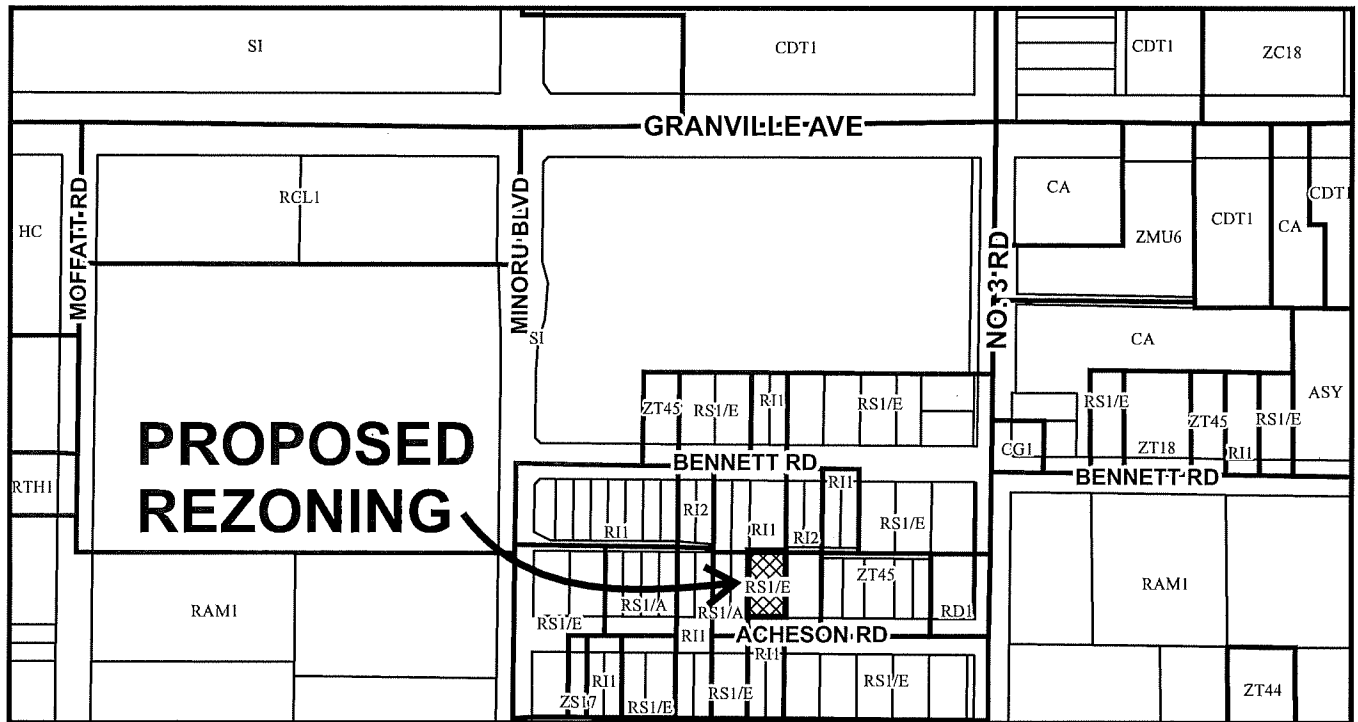 SI
CDT1
CDT1
ZC18
GRANVILLE AVE
HC
MOFFATT RD
RCL1
MINORU BLVD
NO. 3 RD
CA
ZMU6
CDT1
CA
CDT1
SI
CA
ASY
ZT45
RS1/E
RI1
RS1/E
RS1/E
ZT18
ZT45
RI1
RS1/E
CG1
PROPOSED
REZONING
BENNETT RD
BENNETT RD
RTH1
RI1
RI2
RI1
RI2
RI1
RS1/E
RAM1
RS1/E
RS1/A
RS1/A
RS1/E
ZT45
RD1
RAM1
RI1
ACHESON RD
ZS17
RI1
RS1/E
RS1/E
RI1
RS1/E
ZT44